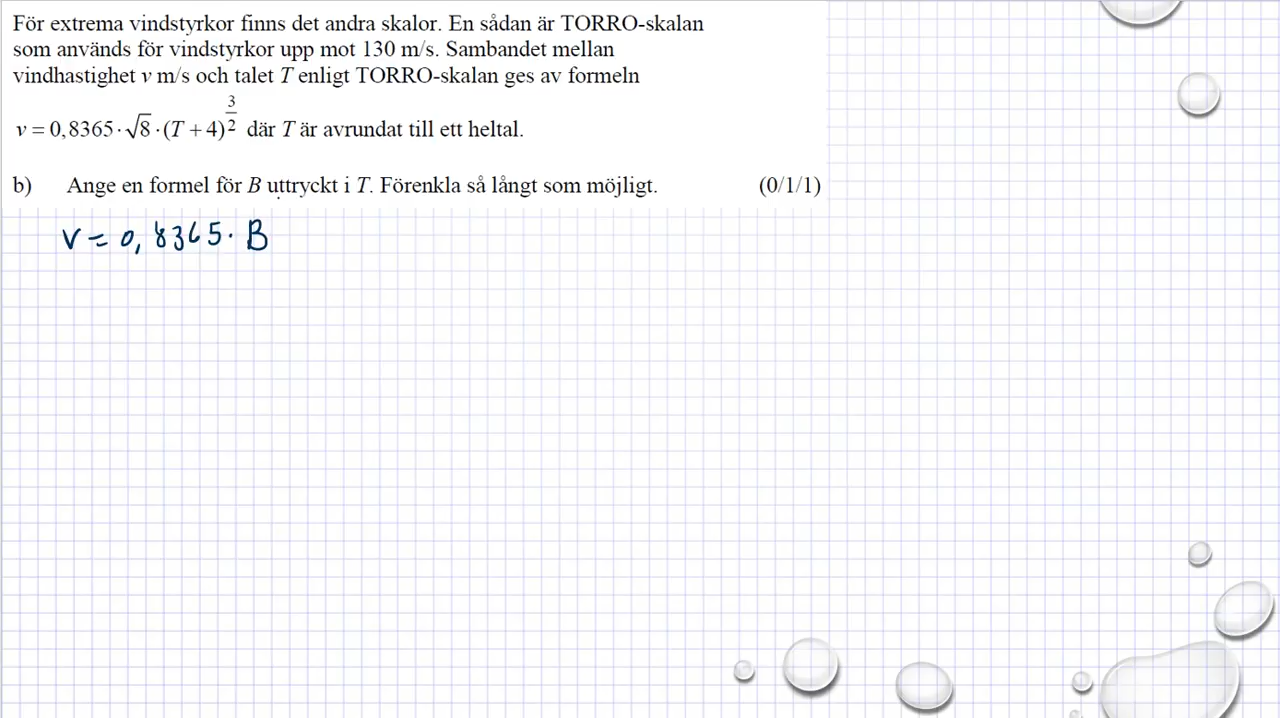 För extrema vindstyrkor finns det andra skalor. En sådan är TORRO-skalan
som används för vindstyrkor upp mot 130 m/s. Sambandet mellan
vindhastighet v m/s och talet T enligt TORRO-skalan ges av formeln
v = 0,8365 · √8 · (T + 4)^(3/2) där T är avrundat till ett heltal.
b) Ange en formel för B uttryckt i T. Förenkla så långt som möjligt. (0/1/1)
v = 0,8365 · B